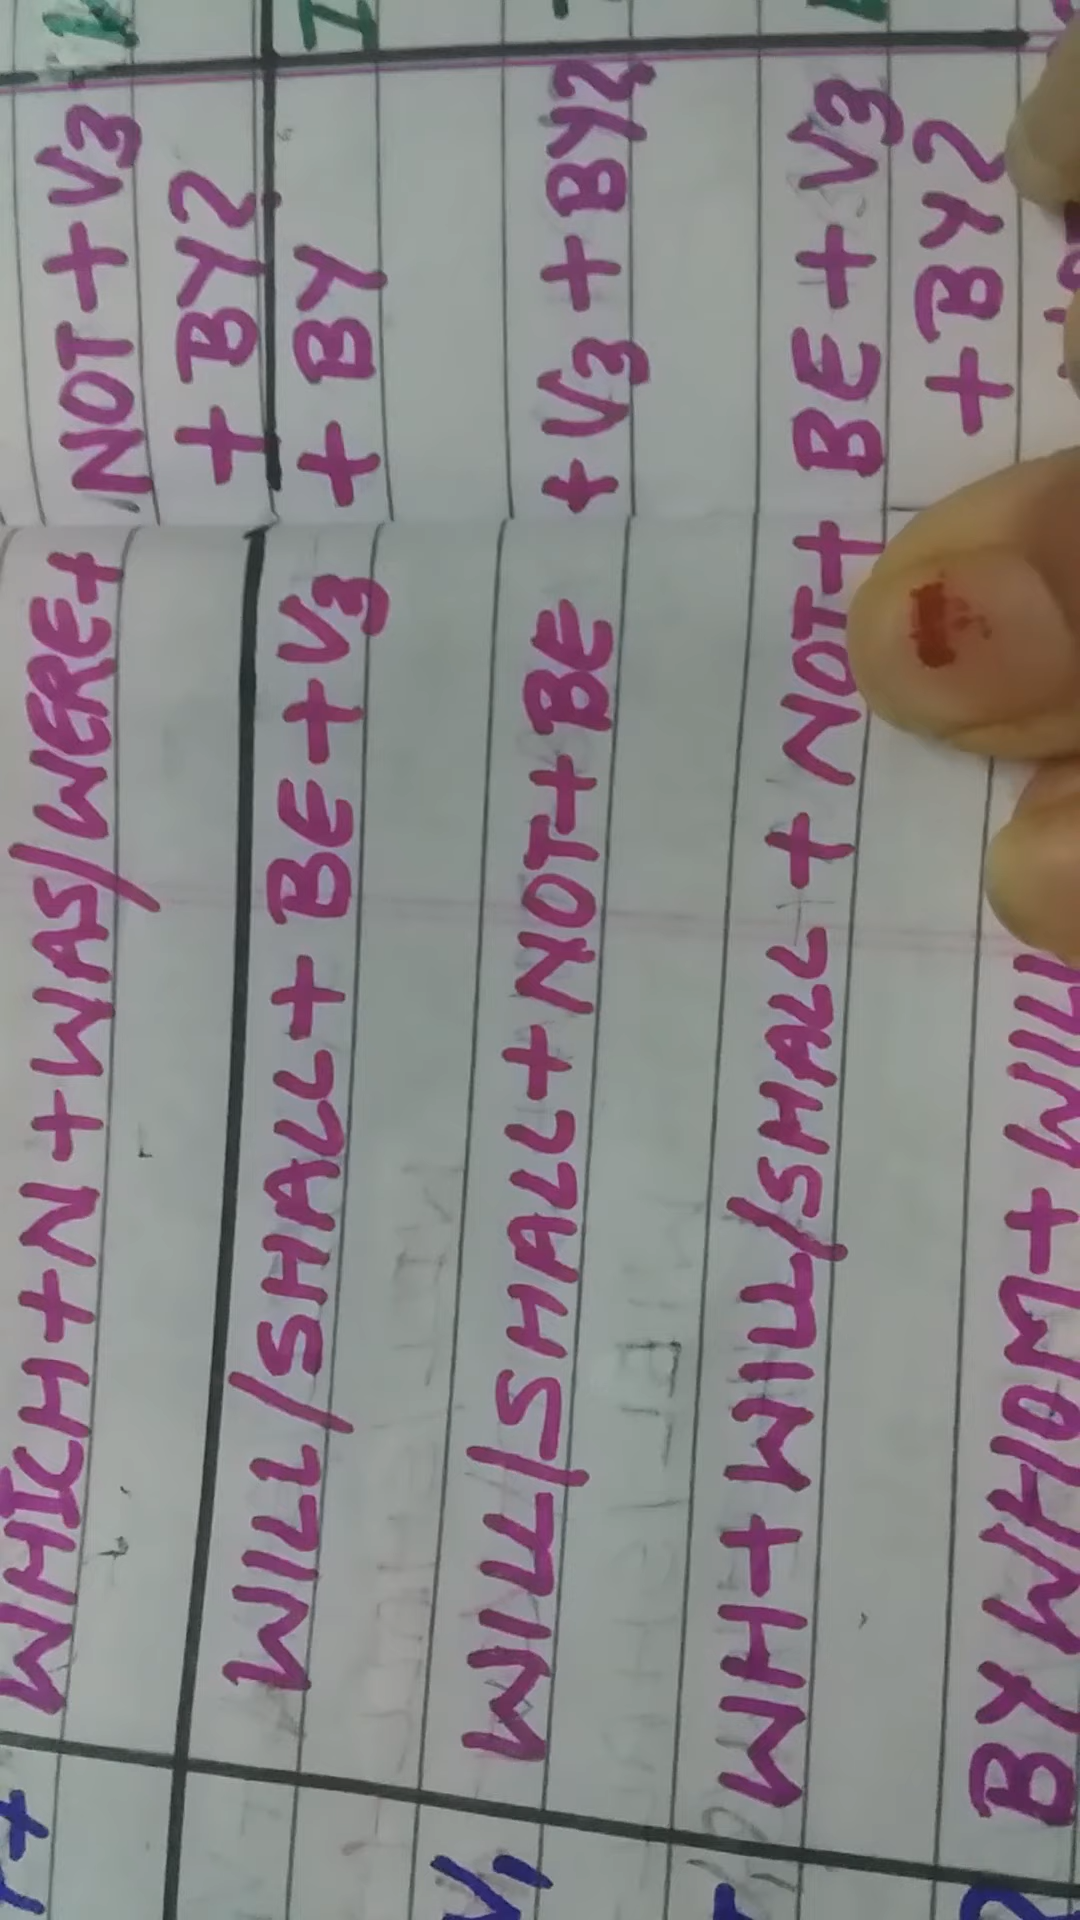 WHICH+N+WAS/WERE+ NOT+V3
+BY?
WILL/SHALL+BE+V3 +BY
WILL/SHALL+NOT+BE +V3+BY?
WH+WILL/SHALL+NOT+ BE+V3
+BY?
BY WHOM+WILL
V1